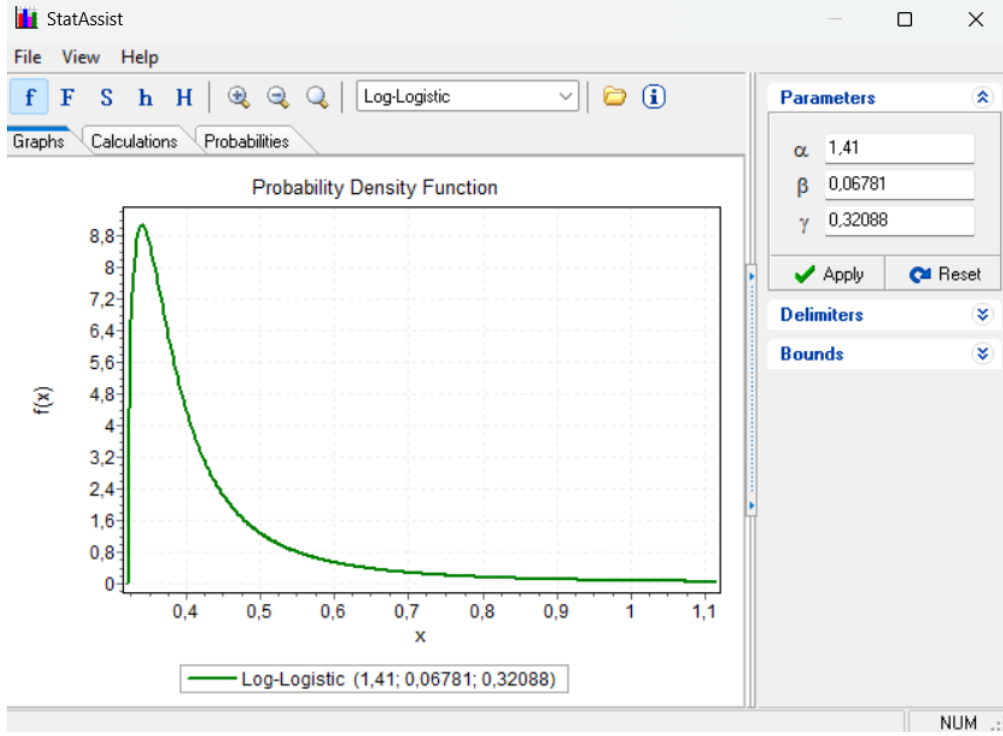 StatAssist
File View Help
f F S h H Log-Logistic
Graphs Calculations Probabilities
Probability Density Function
8,8
8
7,2
6,4
5,6
4,8
4
3,2
2,4
1,6
0,8
0
f(x)
0,4 0,5 0,6 0,7 0,8 0,9 1 1,1
x
Log-Logistic (1,41; 0,06781; 0,32088)
Parameters
α 1,41
β 0,06781
γ 0,32088
Apply Reset
Delimiters
Bounds
NUM